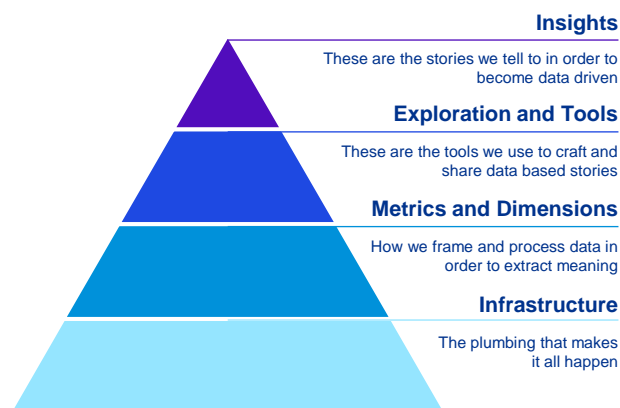 Insights
These are the stories we tell to in order to
become data driven
Exploration and Tools
These are the tools we use to craft and
share data based stories
Metrics and Dimensions
How we frame and process data in
order to extract meaning
Infrastructure
The plumbing that makes
it all happen